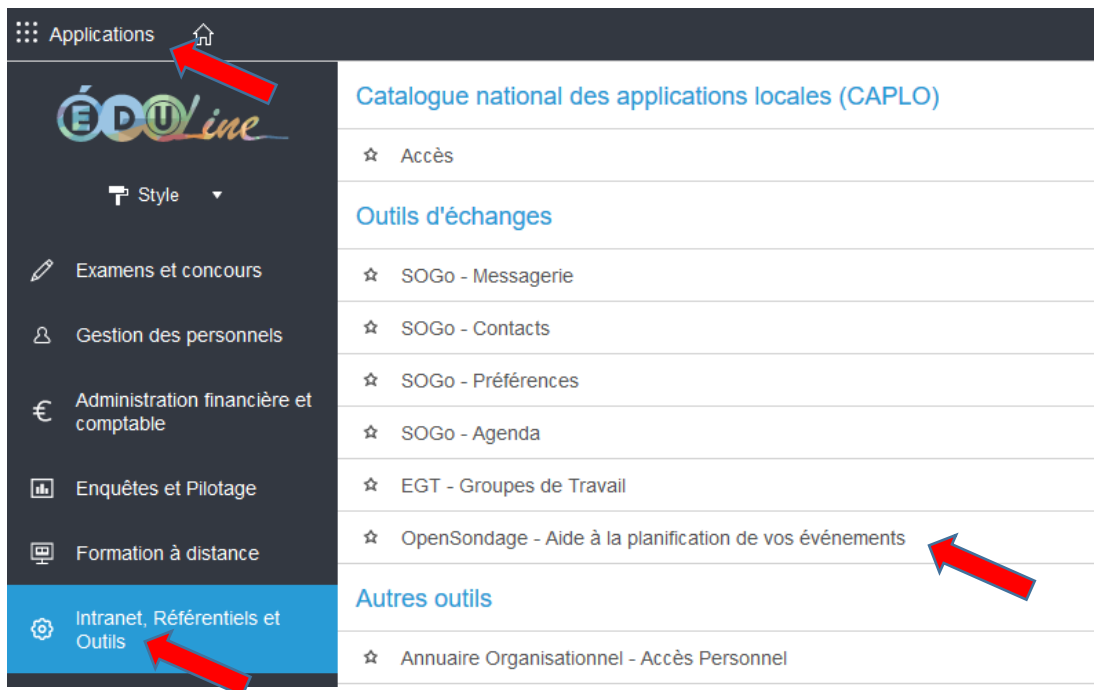 Applications
ÉDULine
Style
Examens et concours
Gestion des personnels
Administration financière et
comptable
Enquêtes et Pilotage
Formation à distance
Intranet, Référentiels et
Outils
Catalogue national des applications locales (CAPLO)
Accès
Outils d'échanges
SOGo - Messagerie
SOGo - Contacts
SOGo - Préférences
SOGo - Agenda
EGT - Groupes de Travail
OpenSondage - Aide à la planification de vos événements
Autres outils
Annuaire Organisationnel - Accès Personnel